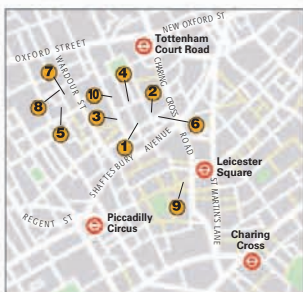 NEW OXFORD ST
OXFORD STREET
Tottenham
Court Road
7
WARDOUR ST
4
CHARING CROSS ROAD
8
10
2
3
6
5
1
SHAFTESBURY AVENUE
Leicester
Square
ST MARTIN'S LANE
9
REGENT ST
Piccadilly
Circus
Charing
Cross